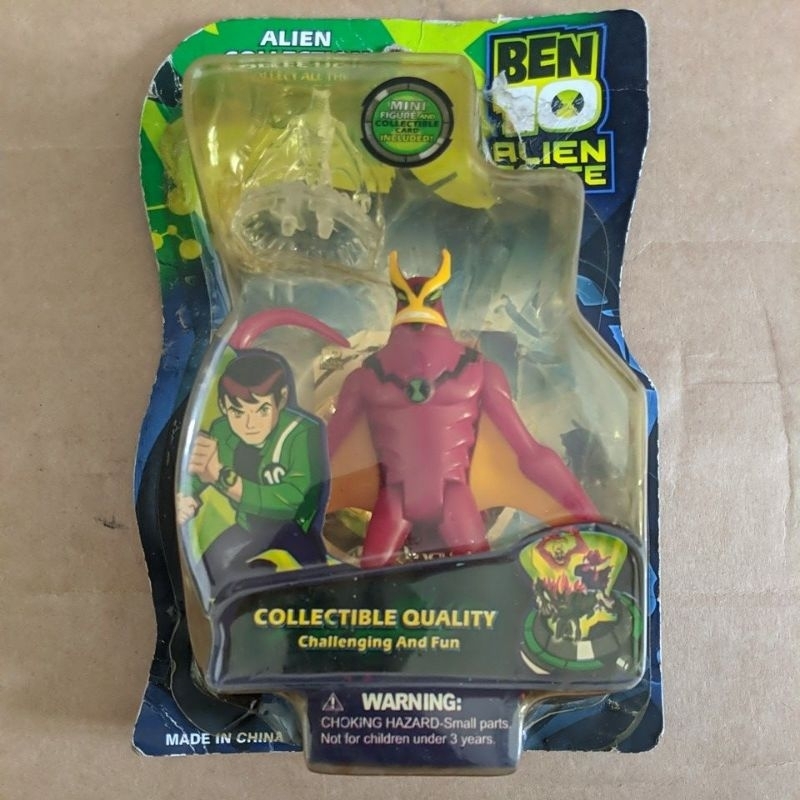 ALIEN
COLLECTION
BEN
10
ALIEN
MINI
FIGURE AND
COLLECTIBLE
CARD
INCLUDED!
10
COLLECTIBLE QUALITY
Challenging And Fun
WARNING:
CHOKING HAZARD-Small parts.
Not for children under 3 years.
MADE IN CHINA